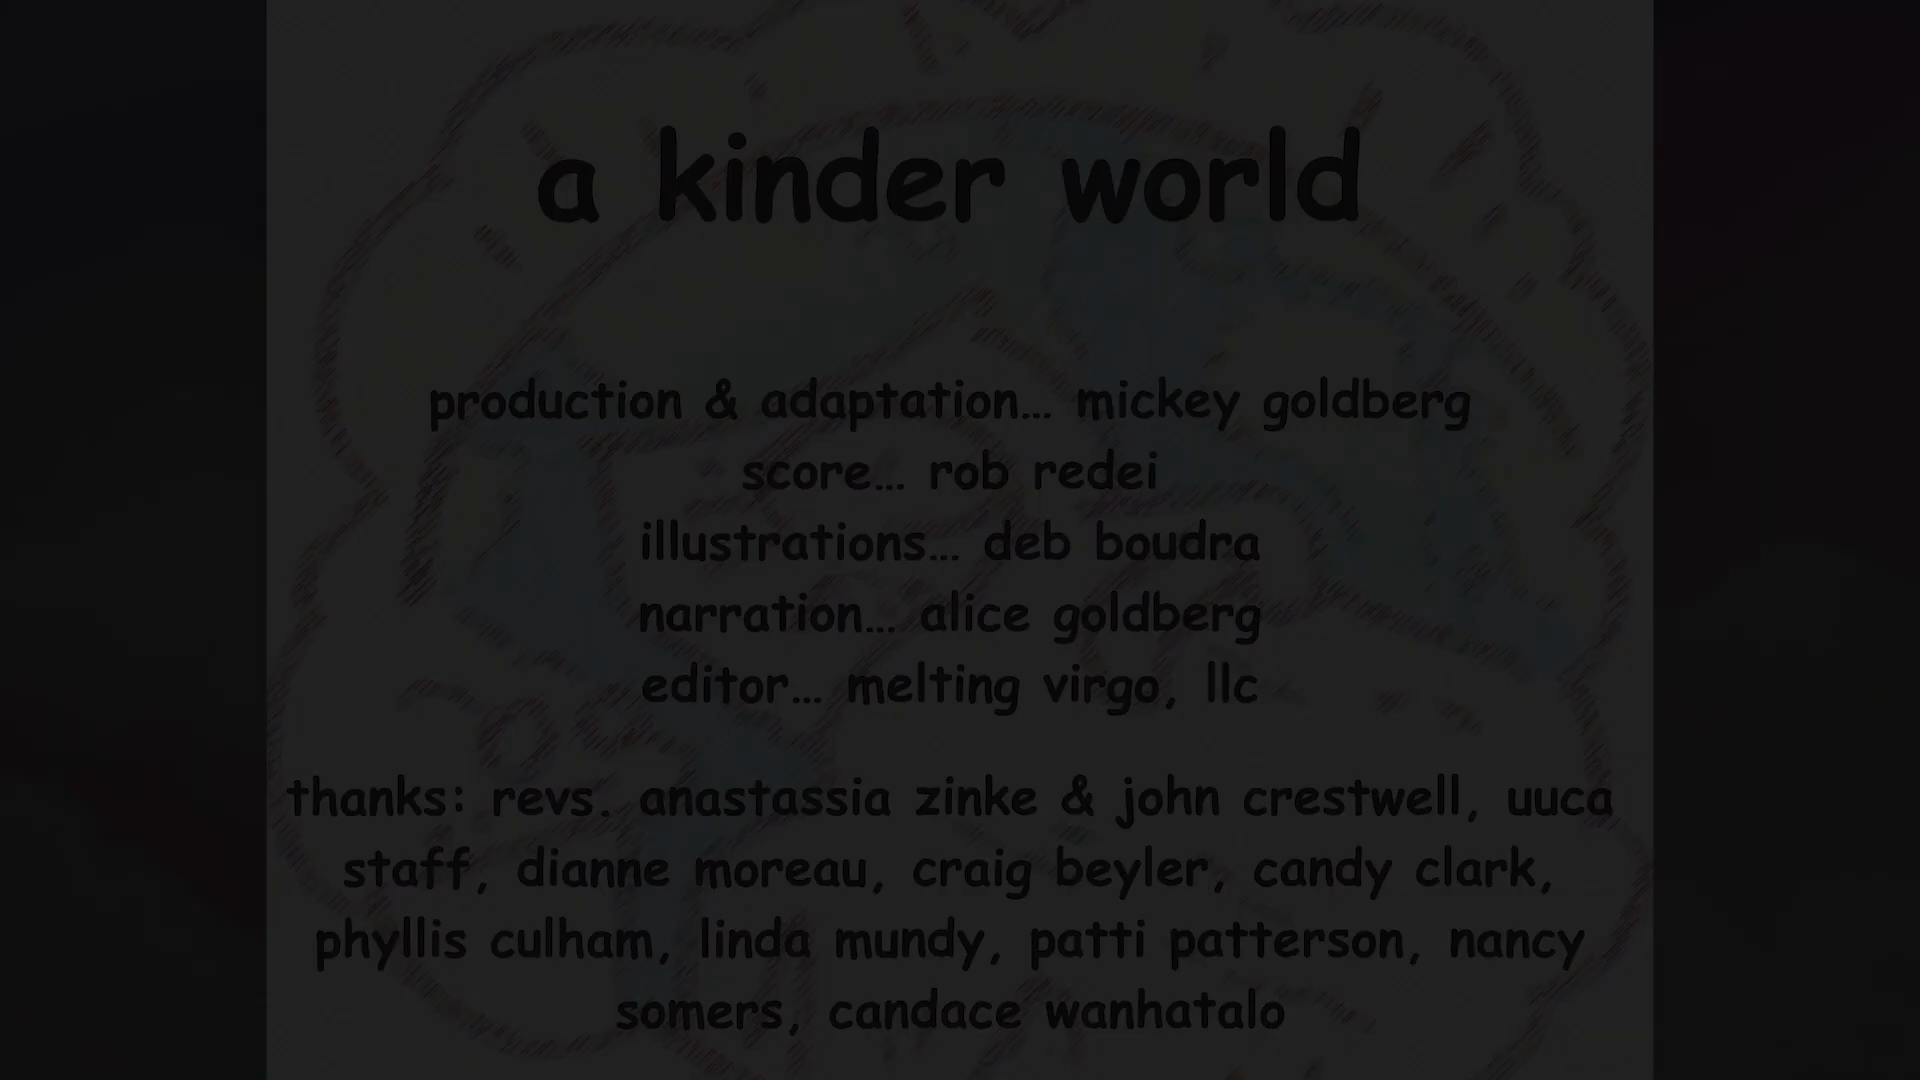 a kinder world
production & adaptation... mickey goldberg
score... rob redei
illustrations... deb boudra
narration... alice goldberg
editor... melting virgo, llc
thanks: revs. anastassia zinke & john crestwell, uuca
staff, dianne moreau, craig beyler, candy clark,
phyllis culham, linda mundy, patti patterson, nancy
somers, candace wanhatalo